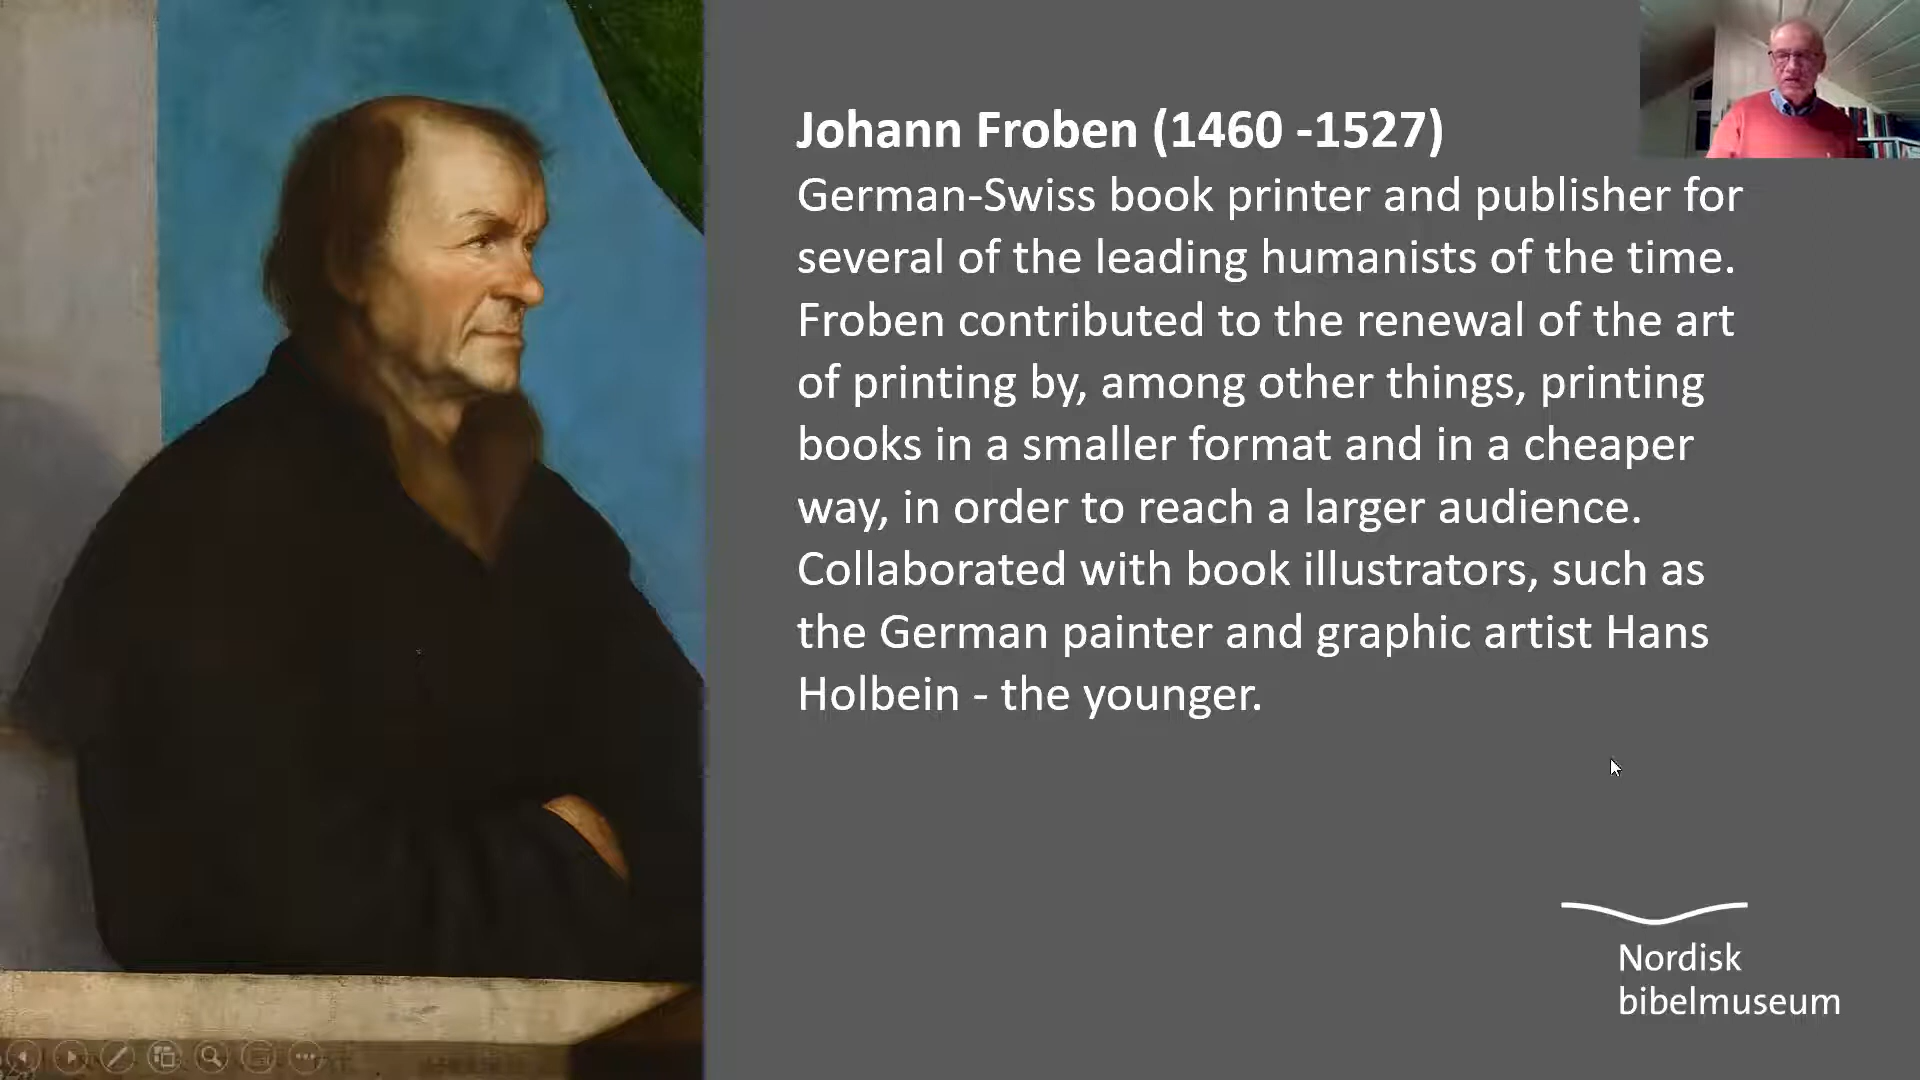 Johann Froben (1460 -1527)
German-Swiss book printer and publisher for
several of the leading humanists of the time.
Froben contributed to the renewal of the art
of printing by, among other things, printing
books in a smaller format and in a cheaper
way, in order to reach a larger audience.
Collaborated with book illustrators, such as
the German painter and graphic artist Hans
Holbein - the younger.
Nordisk
bibelmuseum